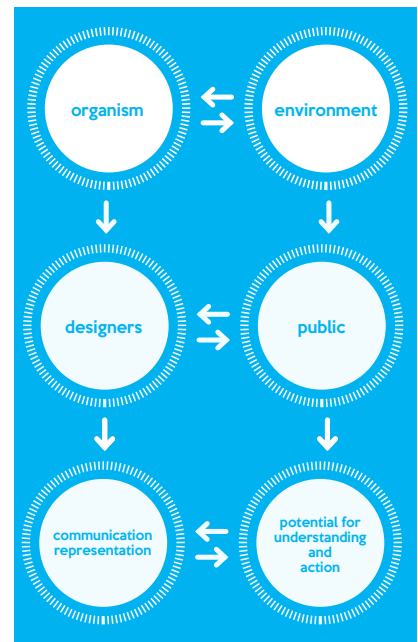 organism
environment
designers
public
communication
representation
potential for
understanding
and
action